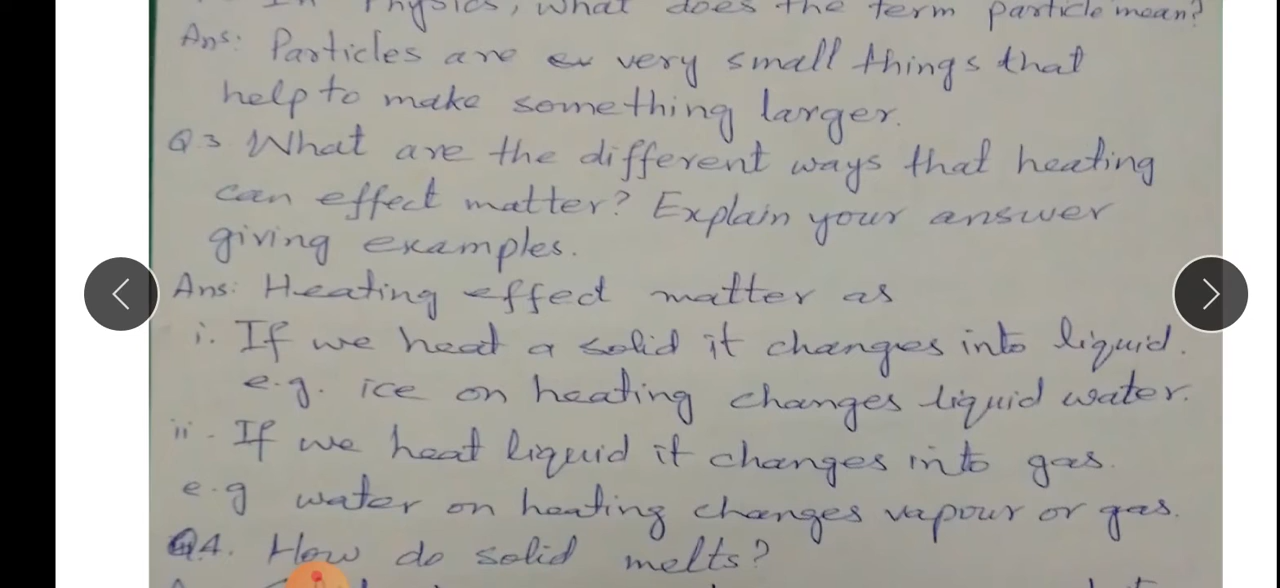 In Physics, what does the term particle mean?
Ans: Particles are ex very small things that
help to make something larger.
Q3 What are the different ways that heating
can effect matter? Explain your answer
giving examples.
Ans: Heating effect matter as
i. If we heat a solid it changes into liquid.
e.g. ice on heating changes liquid water.
ii. If we heat liquid it changes into gas.
e.g water on heating changes vapour or gas.
Q4. How do solid melts?